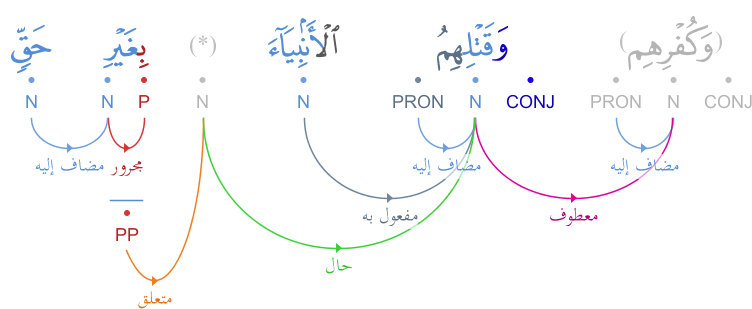 (وَكُفْرِهِم) وَقَتْلِهِمُ ٱلْأَنۢبِيَآءَ (*) بِغَيْرِ حَقٍّ
CONJ N PRON CONJ N PRON N N P N N
مضاف إليه مضاف إليه مجرور مضاف إليه
معطوف مفعول به
PP
حال
متعلق